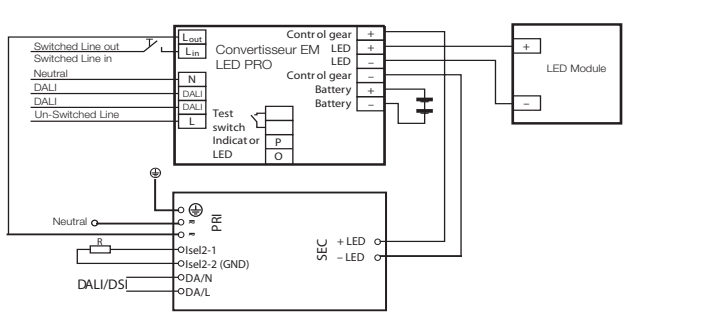 Switched Line out
Switched Line in
Neutral
DALI
DALI
Un-Switched Line
Lout
Lin
N
DALI
DALI
L
Convertisseur EM
LED PRO
Test
switch
Indicator
LED
P
O
Control gear +
LED +
LED –
Control gear –
Battery +
Battery –
+
–
LED Module
Neutral
R
DALI/DSI
PRI
≈
≈
Isel2-1
Isel2-2 (GND)
DA/N
DA/L
SEC
+ LED
– LED